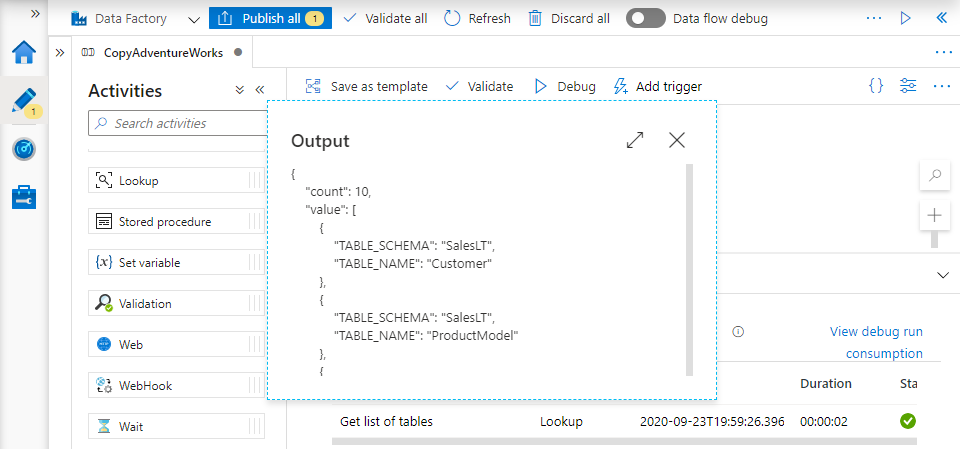 Data Factory
Publish all 1
Validate all
Refresh
Discard all
Data flow debug
1
CopyAdventureWorks
Activities
Search activities
Lookup
Stored procedure
{x} Set variable
Validation
Web
WebHook
Wait
Save as template
Validate
Debug
Add trigger
{}
Output
{
"count": 10,
"value": [
{
"TABLE_SCHEMA": "SalesLT",
"TABLE_NAME": "Customer"
},
{
"TABLE_SCHEMA": "SalesLT",
"TABLE_NAME": "ProductModel"
},
{
View debug run
consumption
Duration Sta
Get list of tables Lookup 2020-09-23T19:59:26.396 00:00:02